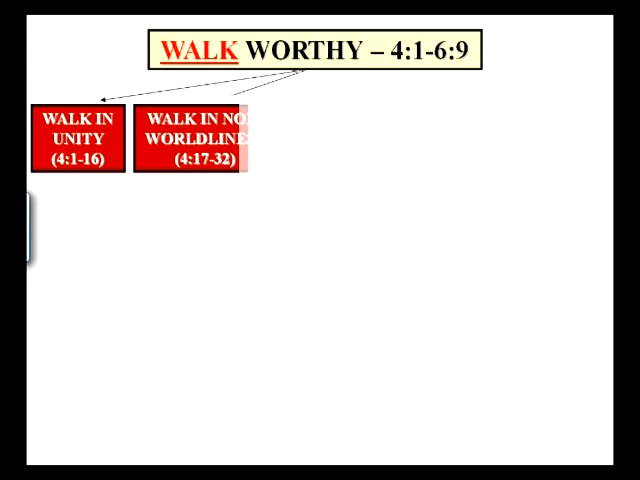 WALK WORTHY – 4:1-6:9
WALK IN
UNITY
(4:1-16)
WALK IN NO
WORLDLINE
(4:17-32)